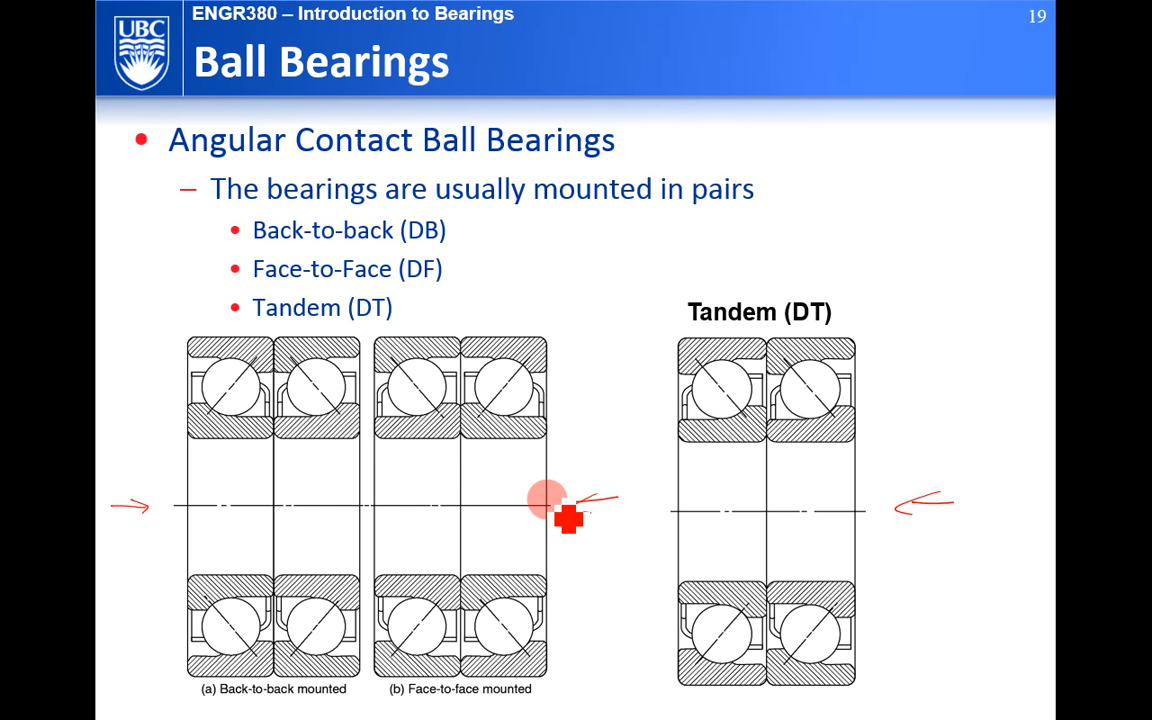 ENGR380 – Introduction to Bearings
19
UBC
Ball Bearings
• Angular Contact Ball Bearings
– The bearings are usually mounted in pairs
• Back-to-back (DB)
• Face-to-Face (DF)
• Tandem (DT)
Tandem (DT)
(a) Back-to-back mounted
(b) Face-to-face mounted